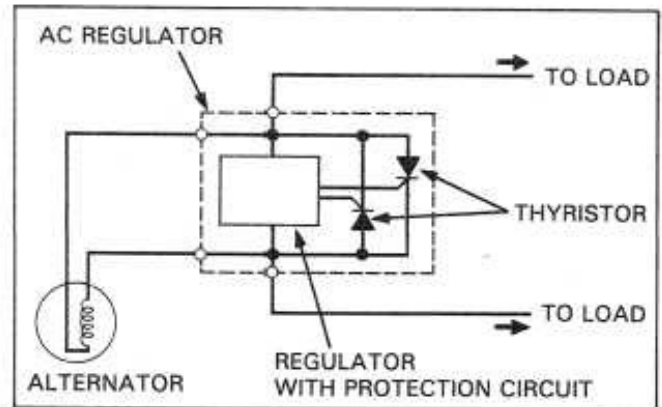 AC REGULATOR
TO LOAD
THYRISTOR
TO LOAD
REGULATOR
WITH PROTECTION CIRCUIT
ALTERNATOR